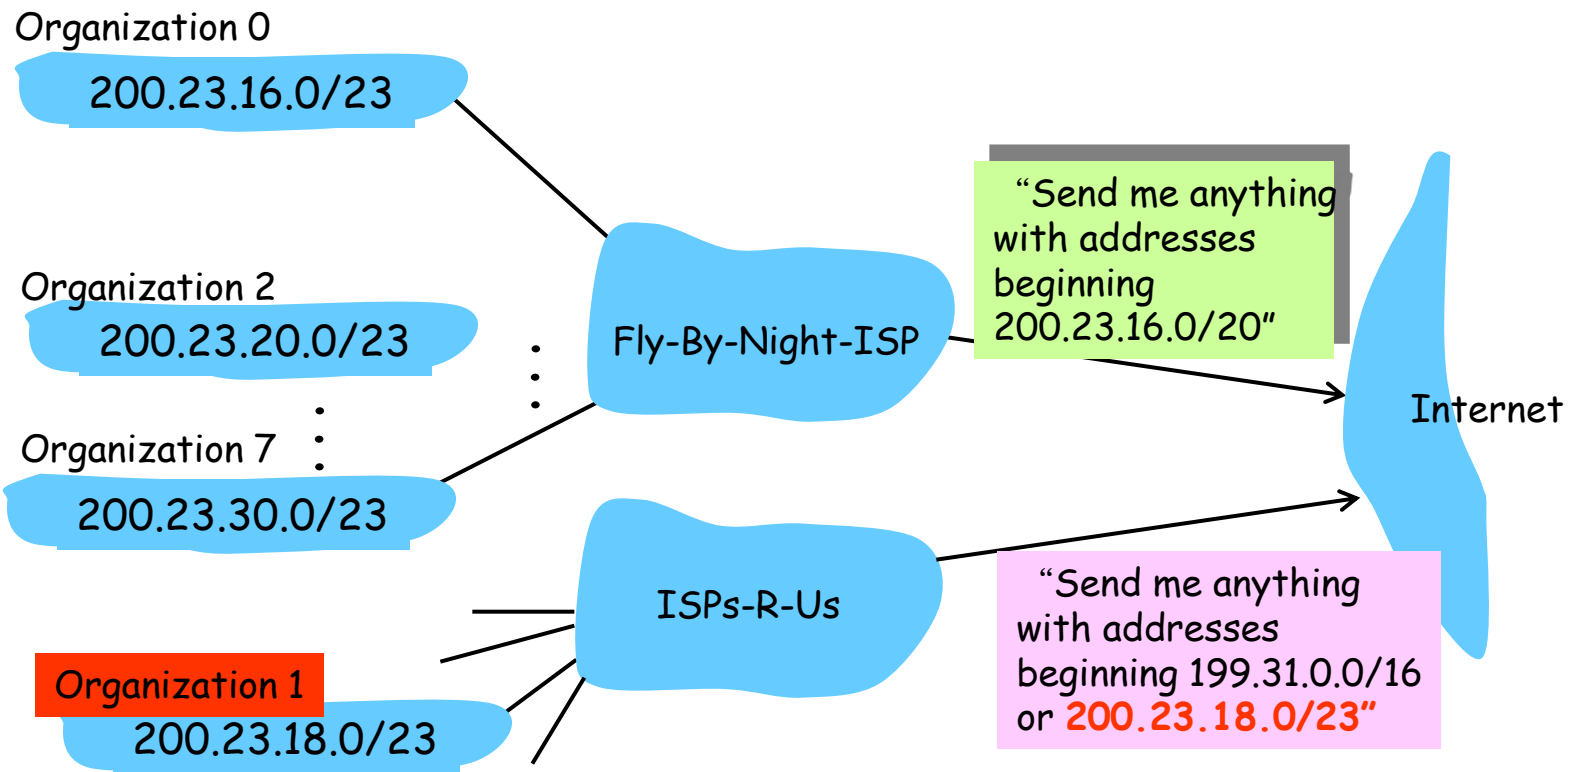 Organization 0
200.23.16.0/23
Organization 2
200.23.20.0/23
Organization 7
200.23.30.0/23
Fly-By-Night-ISP
“Send me anything
with addresses
beginning
200.23.16.0/20”
Internet
ISPs-R-Us
Organization 1
200.23.18.0/23
“Send me anything
with addresses
beginning 199.31.0.0/16
or 200.23.18.0/23”